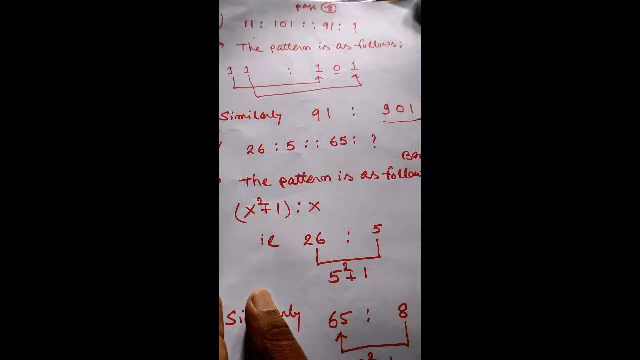 page
11 : 101 : : 91 : ?
The pattern is as follows:
1 1 : 1 0 1
Similarly 91 : 901
26 : 5 : : 65 : ?
The pattern is as follow
(x²+1) : x
ie 26 : 5
5²+1
65 : 8